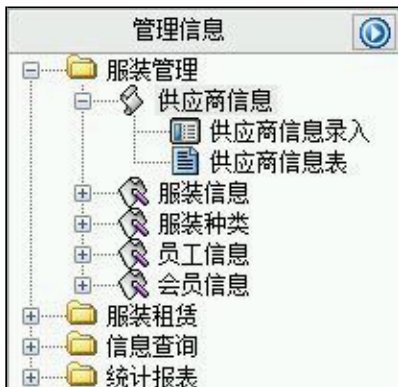 管理信息
服装管理
供应商信息
供应商信息录入
供应商信息表
服装信息
服装种类
员工信息
会员信息
服装租赁
信息查询
统计报表